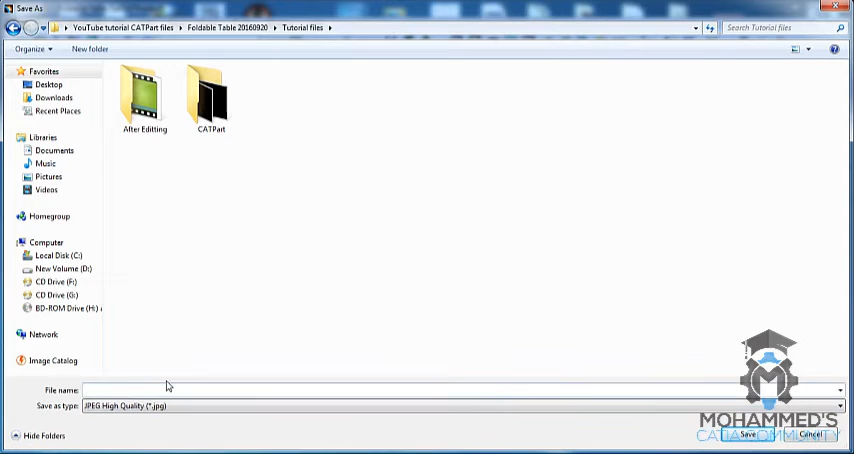 Save As
YouTube tutorial CATPart files
Foldable Table 20160920
Tutorial files
Search Tutorial files
Organize
New folder
Favorites
Desktop
Downloads
Recent Places
Libraries
Documents
Music
Pictures
Videos
Homegroup
Computer
Local Disk (C:)
New Volume (D:)
CD Drive (F:)
CD Drive (G:)
BD-ROM Drive (H:)
Network
Image Catalog
After Editting
CATPart
File name:
Save as type:
JPEG High Quality (*.jpg)
Hide Folders
Save
Cancel
MOHAMMED'S
CATIA COMMUNITY